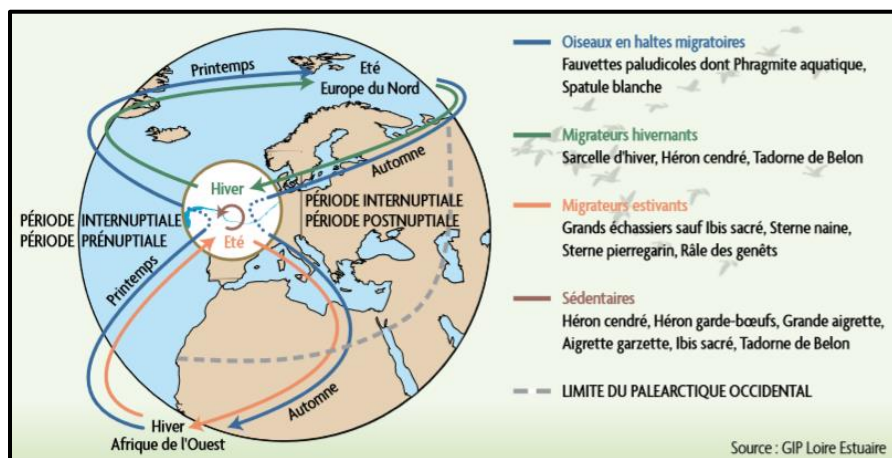 Printemps
Eté
Europe du Nord
Automne
Hiver
PÉRIODE INTERNUPTIALE
PÉRIODE PRÉNUPTIALE
PÉRIODE INTERNUPTIALE
PÉRIODE POSTNUPTIALE
Eté
Printemps
Automne
Hiver
Afrique de l'Ouest
Oiseaux en haltes migratoires
Fauvettes paludicoles dont Phragmite aquatique,
Spatule blanche
Migrateurs hivernants
Sarcelle d'hiver, Héron cendré, Tadorne de Belon
Migrateurs estivants
Grands échassiers sauf Ibis sacré, Sterne naine,
Sterne pierregarin, Râle des genêts
Sédentaires
Héron cendré, Héron garde-bœufs, Grande aigrette,
Aigrette garzette, Ibis sacré, Tadorne de Belon
LIMITE DU PALEARCTIQUE OCCIDENTAL
Source : GIP Loire Estuaire